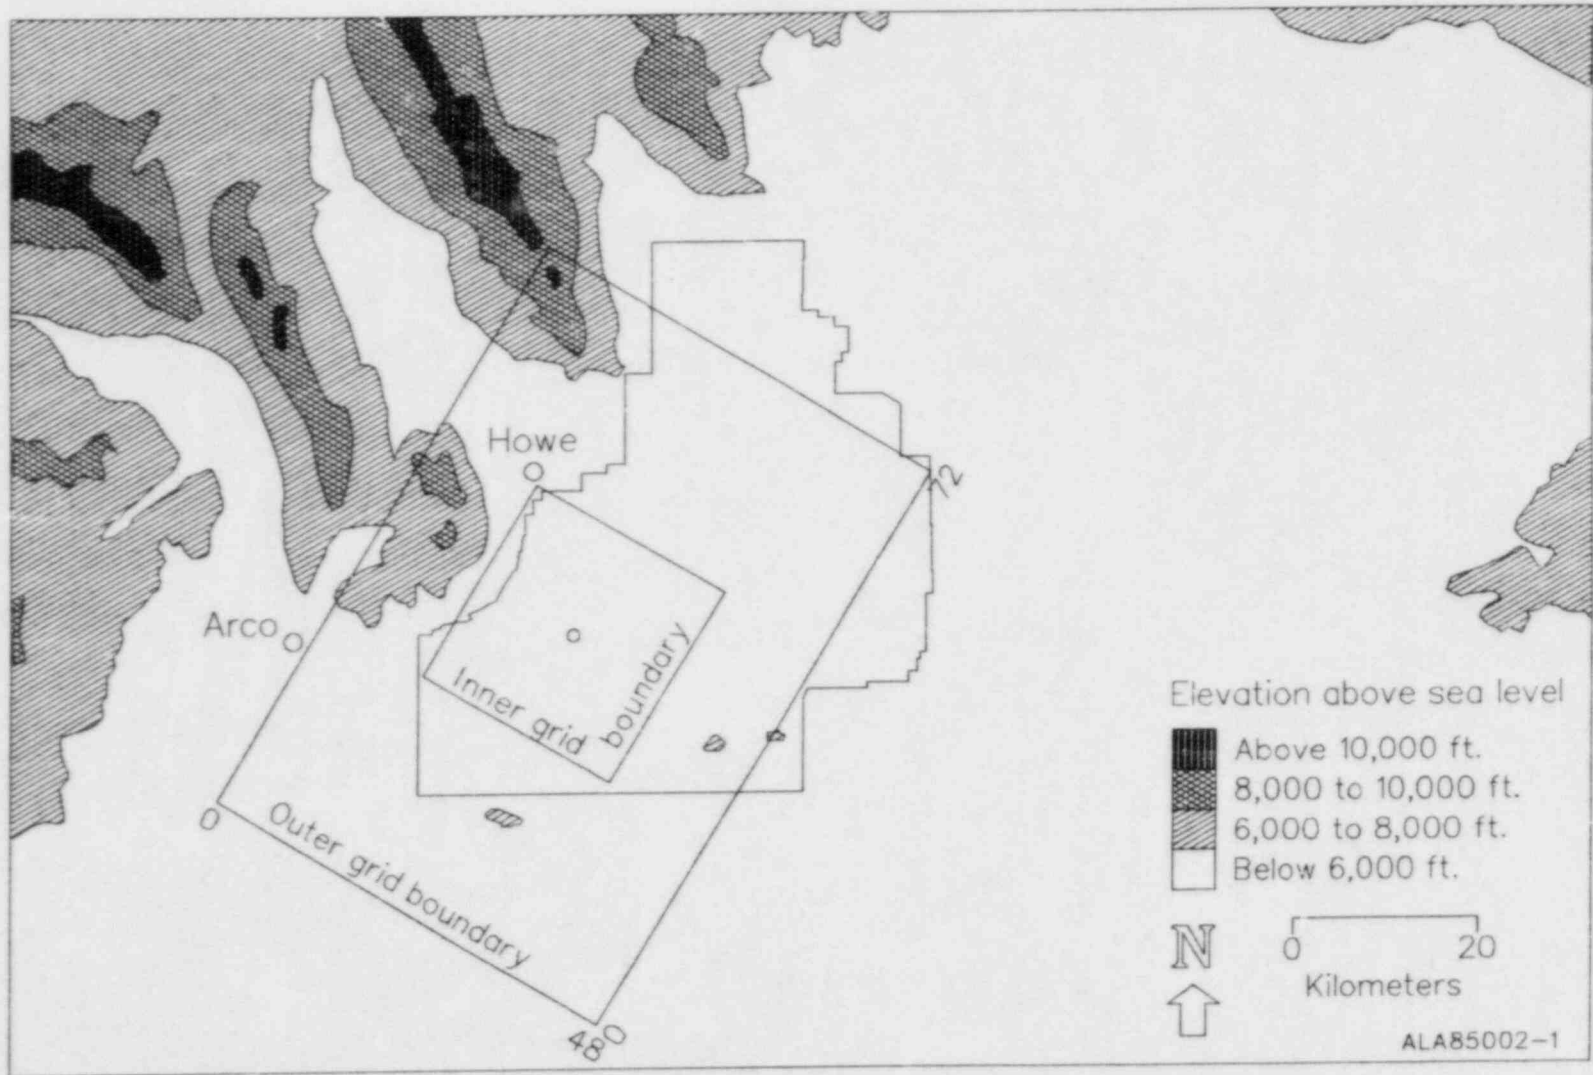 Howe
72
Arco
Inner grid
boundary
0
Outer grid boundary
48
0
Elevation above sea level
Above 10,000 ft.
8,000 to 10,000 ft.
6,000 to 8,000 ft.
Below 6,000 ft.
N
0 20
Kilometers
ALA85002-1